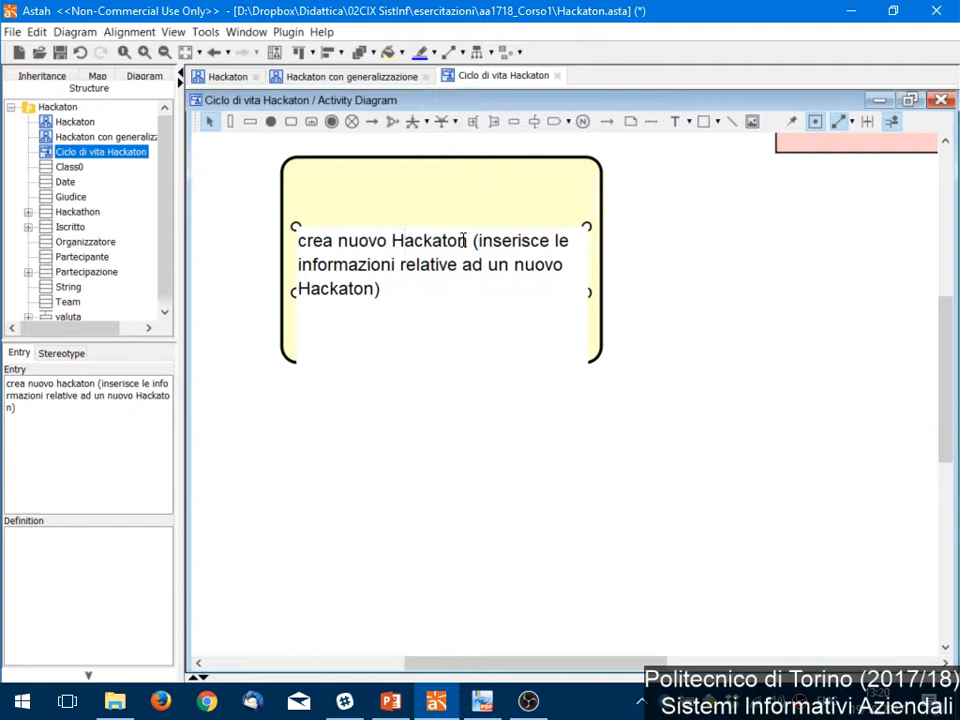 Astah <<Non-Commercial Use Only>> - [D:\Dropbox\Didattica\02CIX SistInf\esercitazioni\aa1718_Corso1\Hackaton.asta] (*)
File Edit Diagram Alignment View Tools Window Plugin Help
Inheritance Map Diagram
Structure
Hackaton
Hackaton
Hackaton con generaliz
Ciclo di vita Hackaton
Class0
Date
Giudice
Hackathon
Iscritto
Organizzatore
Partecipante
Partecipazione
String
Team
valuta
Entry Stereotype
Entry
crea nuovo hackaton (inserisce le info
rmazioni relative ad un nuovo Hackato
n)
Definition
Hackaton Hackaton con generalizzazione Ciclo di vita Hackaton
Ciclo di vita Hackaton / Activity Diagram
N T
crea nuovo Hackaton (inserisce le
informazioni relative ad un nuovo
Hackaton)
Politecnico di Torino (2017/18)
Sistemi Informativi Aziendali